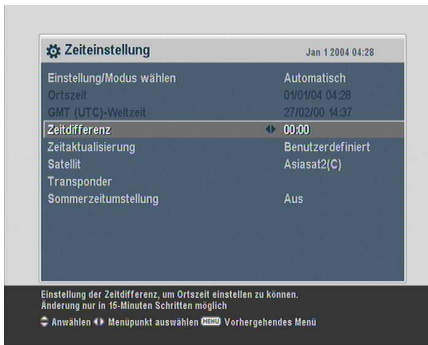 Zeiteinstellung Jan 1 2004 04:28
Einstellung/Modus wählen Automatisch
Ortszeit 01/01/04 04:28
GMT (UTC)-Weltzeit 27/02/00 14:37
Zeitdifferenz 00:00
Zeitaktualisierung Benutzerdefiniert
Satellit Asiasat2(C)
Transponder
Sommerzeitumstellung Aus
Einstellung der Zeitdifferenz, um Ortszeit einstellen zu können.
Änderung nur in 15-Minuten Schritten möglich
Anwählen Menüpunkt auswählen MENU Vorhergehendes Menü